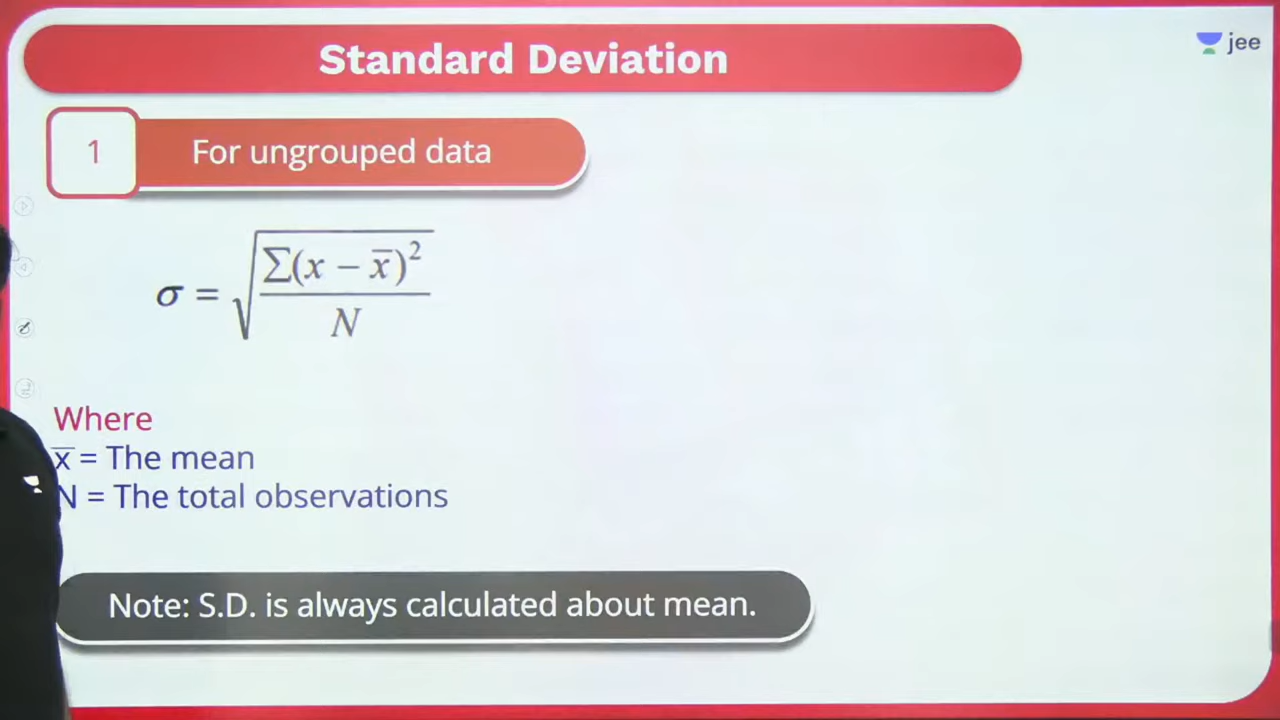 Standard Deviation
jee
1
For ungrouped data
σ = √(Σ(x − x̄)² / N)
Where
x̄ = The mean
N = The total observations
Note: S.D. is always calculated about mean.